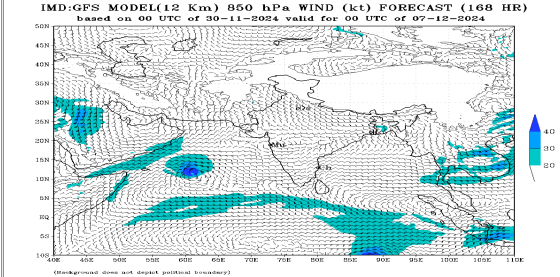 IMD:GFS MODEL(12 Km) 850 hPa WIND (kt) FORECAST (168 HR)
based on 00 UTC of 30-11-2024 valid for 00 UTC of 07-12-2024
50N
45N
40N
35N
30N
25N
20N
15N
10N
5N
EQ
5S
10S
40E 45E 50E 55E 60E 65E 70E 75E 80E 85E 90E 95E 100E 105E 110E
40
30
20
(Background does not depict political boundary)